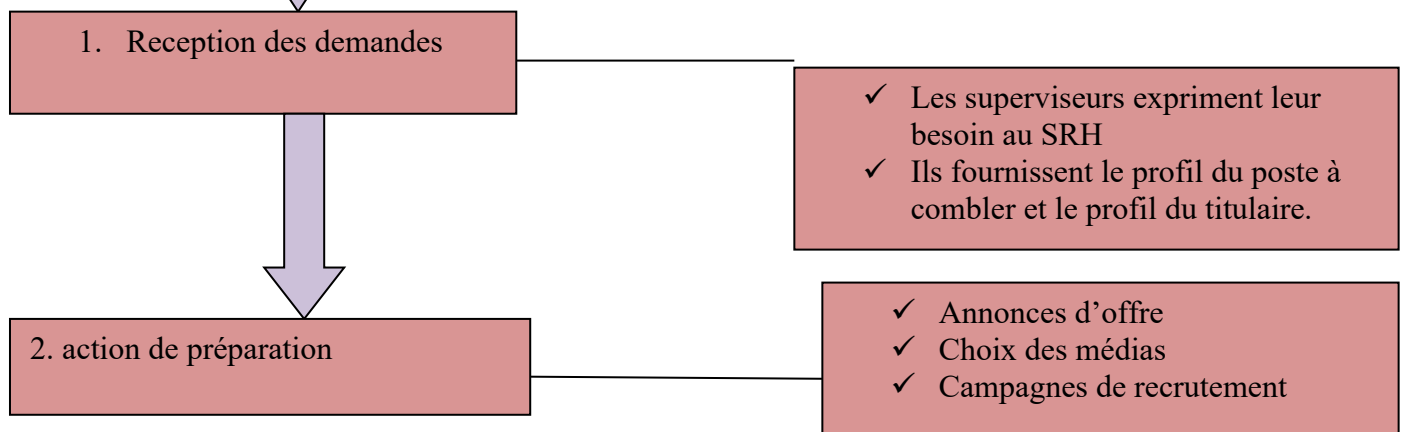 1. Reception des demandes
✓ Les superviseurs expriment leur
besoin au SRH
✓ Ils fournissent le profil du poste à
combler et le profil du titulaire.
2. action de préparation
✓ Annonces d’offre
✓ Choix des médias
✓ Campagnes de recrutement